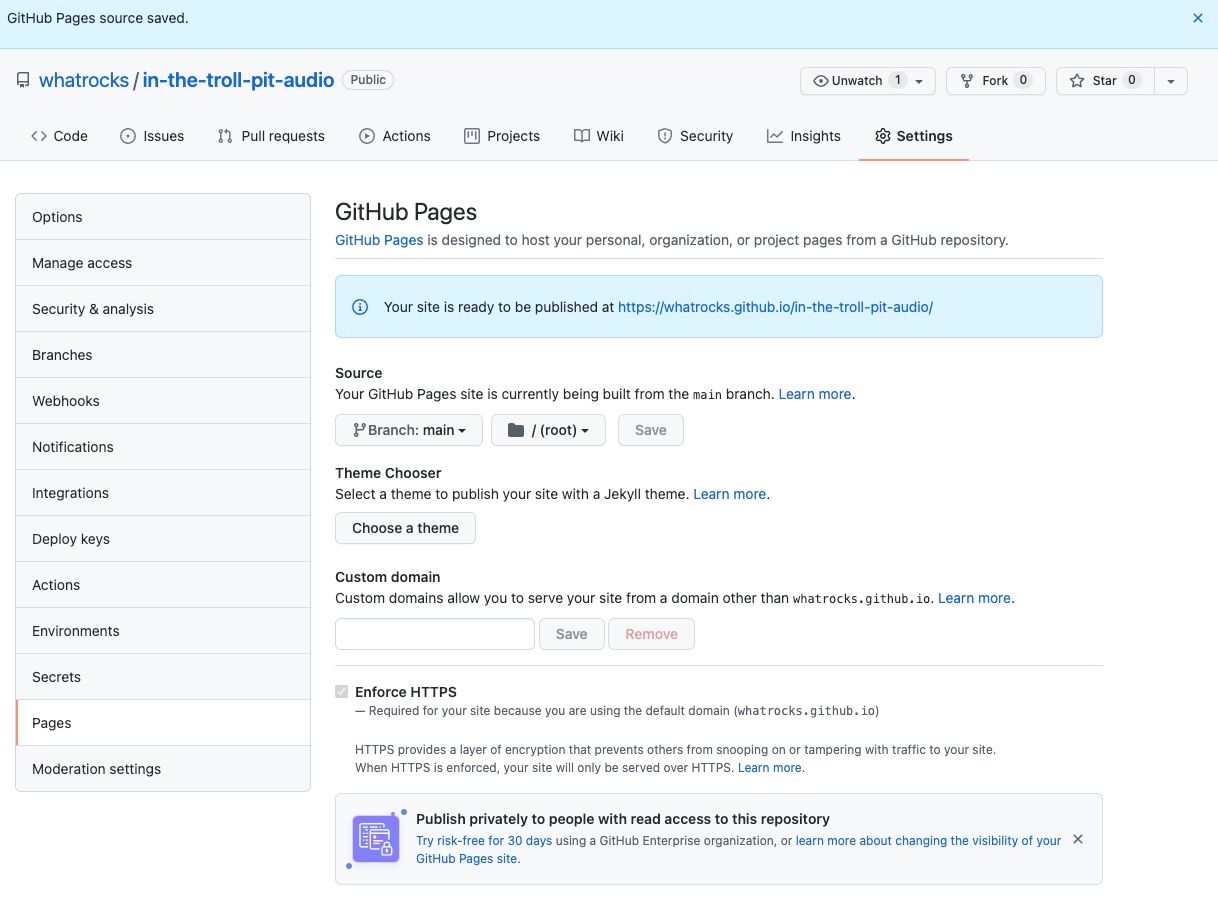 GitHub Pages source saved.
whatrocks / in-the-troll-pit-audio Public
Unwatch 1 Fork 0 Star 0
Code Issues Pull requests Actions Projects Wiki Security Insights Settings
Options
Manage access
Security & analysis
Branches
Webhooks
Notifications
Integrations
Deploy keys
Actions
Environments
Secrets
Pages
Moderation settings
GitHub Pages
GitHub Pages is designed to host your personal, organization, or project pages from a GitHub repository.
Your site is ready to be published at https://whatrocks.github.io/in-the-troll-pit-audio/
Source
Your GitHub Pages site is currently being built from the main branch. Learn more.
Branch: main / (root) Save
Theme Chooser
Select a theme to publish your site with a Jekyll theme. Learn more.
Choose a theme
Custom domain
Custom domains allow you to serve your site from a domain other than whatrocks.github.io. Learn more.
Save Remove
Enforce HTTPS
— Required for your site because you are using the default domain (whatrocks.github.io)
HTTPS provides a layer of encryption that prevents others from snooping on or tampering with traffic to your site.
When HTTPS is enforced, your site will only be served over HTTPS. Learn more.
Publish privately to people with read access to this repository
Try risk-free for 30 days using a GitHub Enterprise organization, or learn more about changing the visibility of your
GitHub Pages site.